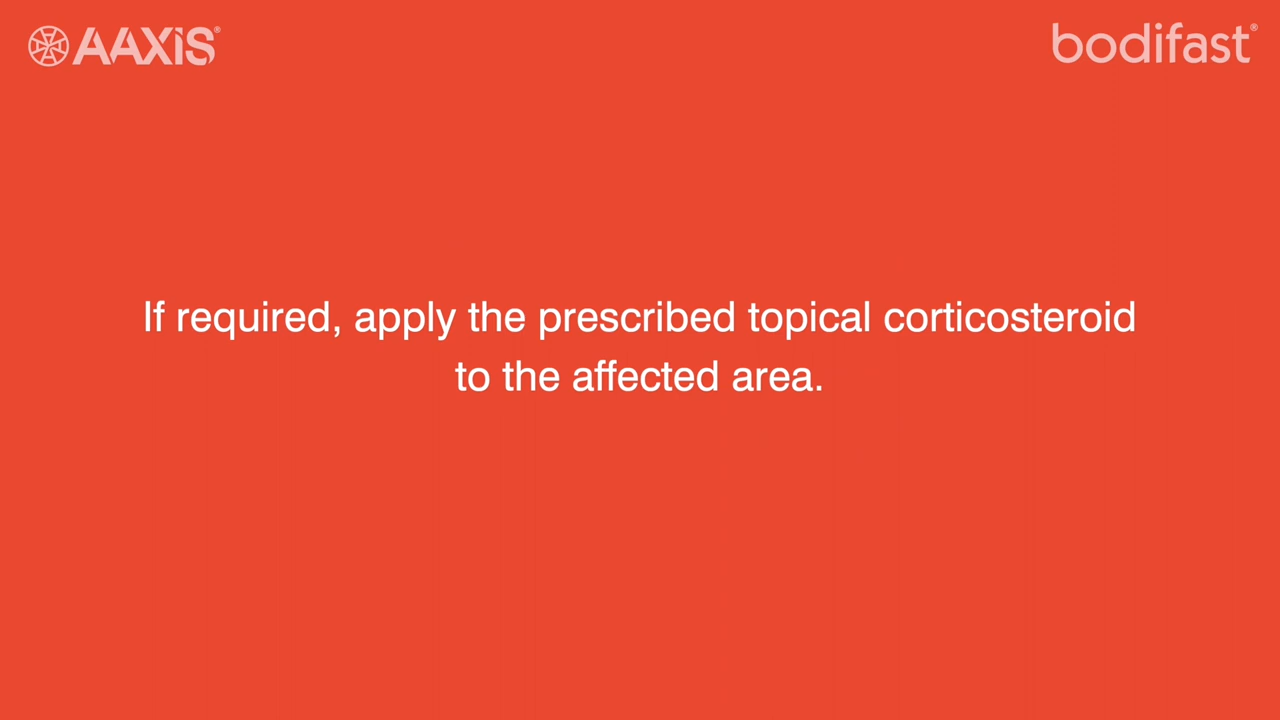 AAXIS®
bodifast®
If required, apply the prescribed topical corticosteroid
to the affected area.